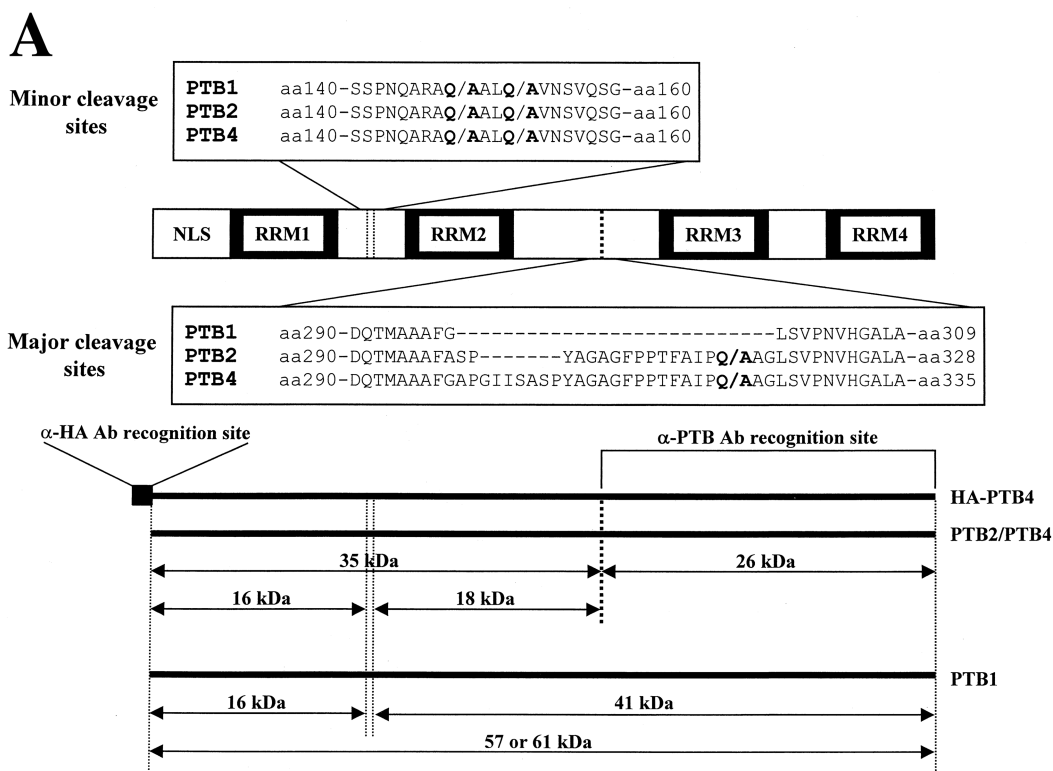 A
Minor cleavage
sites
PTB1 aa140-SSPNQARAQ/AALQ/AVNSVQSG-aa160
PTB2 aa140-SSPNQARAQ/AALQ/AVNSVQSG-aa160
PTB4 aa140-SSPNQARAQ/AALQ/AVNSVQSG-aa160
NLS RRM1 RRM2 RRM3 RRM4
Major cleavage
sites
PTB1 aa290-DQTMAAAFG---------------------------LSVPNVHGALA-aa309
PTB2 aa290-DQTMAAAFASP-------YAGAGFPPTFAIPQ/AAGLSVPNVHGALA-aa328
PTB4 aa290-DQTMAAAFGAPGIISASPYAGAGFPPTFAIPQ/AAGLSVPNVHGALA-aa335
α-HA Ab recognition site
α-PTB Ab recognition site
HA-PTB4
PTB2/PTB4
35 kDa 26 kDa
16 kDa 18 kDa
PTB1
16 kDa 41 kDa
57 or 61 kDa